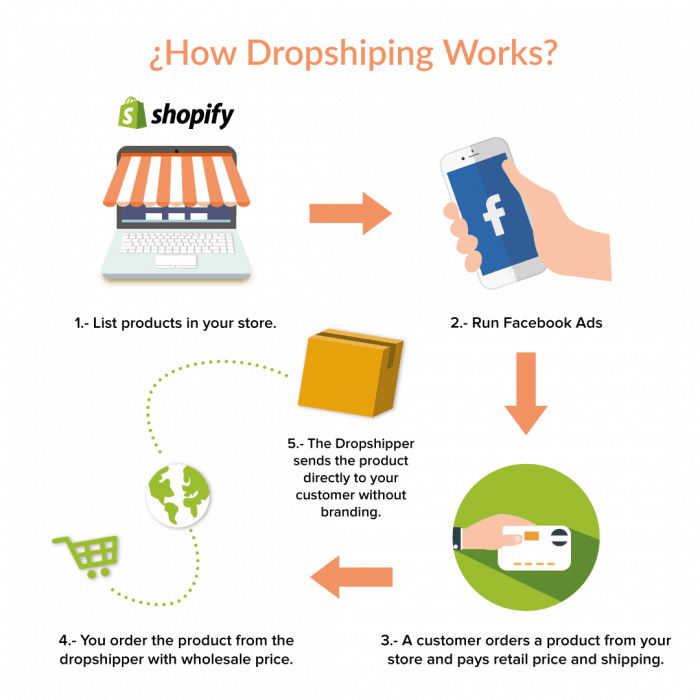 ¿How Dropshiping Works?
shopify
1.- List products in your store.
2.- Run Facebook Ads
5.- The Dropshipper
sends the product
directly to your
customer without
branding.
4.- You order the product from the
dropshipper with wholesale price.
3.- A customer orders a product from your
store and pays retail price and shipping.